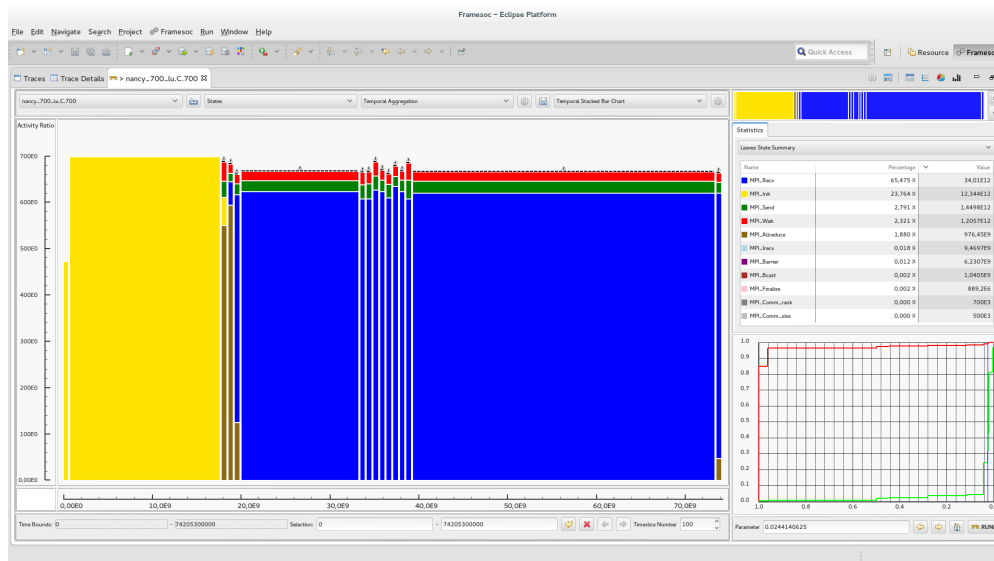 Framesoc – Eclipse Platform
File Edit Navigate Search Project Framesoc Run Window Help
Quick Access
Resource
Framesoc
Traces Trace Details > nancy_700_lu.C.700
nancy_700_lu.C.700 States Temporal Aggregation Temporal Stacked Bar Chart
Activity Ratio
700E0
600E0
500E0
400E0
300E0
200E0
100E0
0,00E0
0,00E0 10,0E9 20,0E9 30,0E9 40,0E9 50,0E9 60,0E9 70,0E9
Time Bounds: 0 - 74205300000 Selection: 0 - 74205300000 Timeslice Number 100
Statistics
Leaves State Summary
Name Percentage Value
MPI_Recv 65,475 % 34,01E12
MPI_Init 23,764 % 12,344E12
MPI_Send 2,791 % 1,4498E12
MPI_Wait 2,321 % 1,2057E12
MPI_Allreduce 1,880 % 976,45E9
MPI_Irecv 0,018 % 9,4697E9
MPI_Barrier 0,012 % 6,2307E9
MPI_Bcast 0,002 % 1,0405E9
MPI_Finalize 0,002 % 889,2E6
MPI_Comm_rank 0,000 % 700E3
MPI_Comm_size 0,000 % 500E3
1.0
0.9
0.8
0.7
0.6
0.5
0.4
0.3
0.2
0.1
0.0
1.0 0.8 0.6 0.4 0.2
Parameter 0.0244140625 RUN